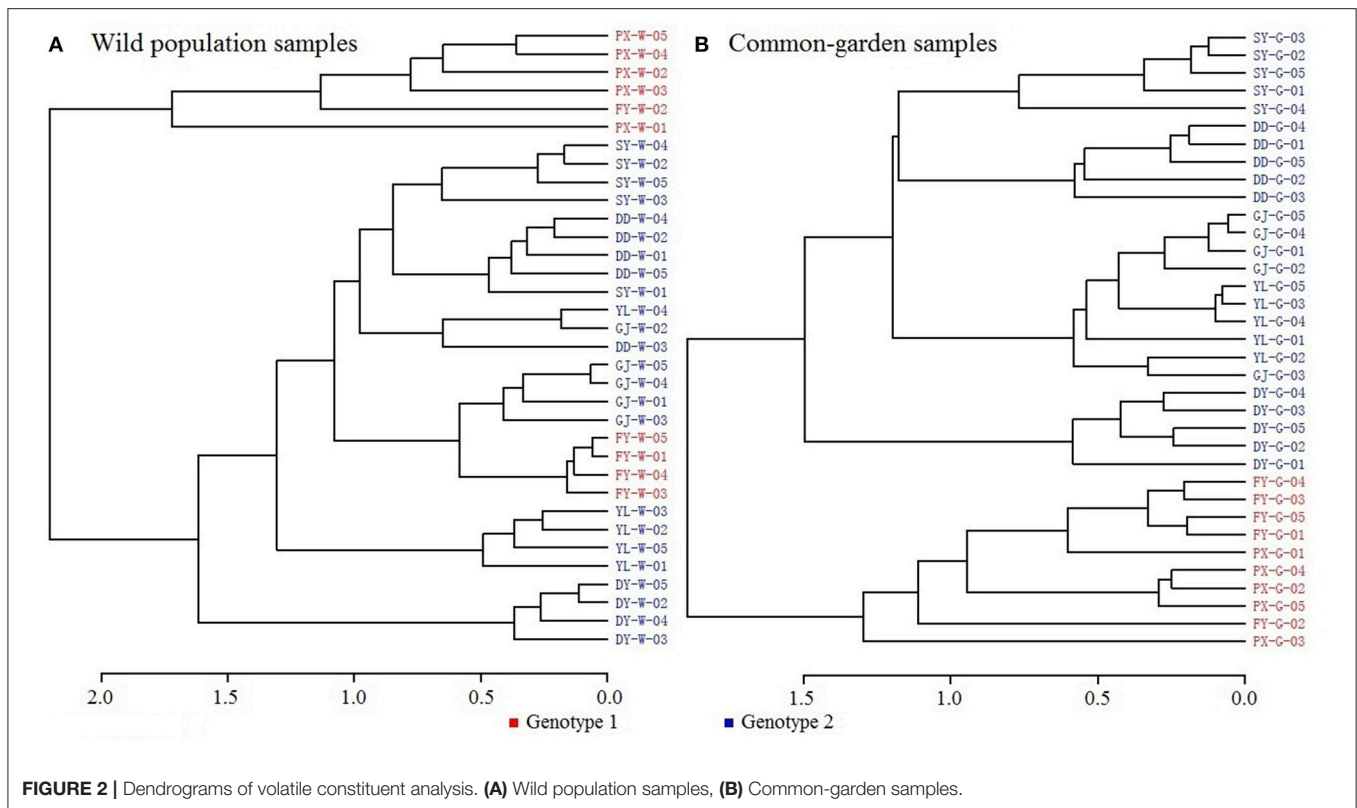 A Wild population samples
PX-W-05
PX-W-04
PX-W-02
PX-W-03
FY-W-02
PX-W-01
SY-W-04
SY-W-02
SY-W-05
SY-W-03
DD-W-04
DD-W-02
DD-W-01
DD-W-05
SY-W-01
YL-W-04
GJ-W-02
DD-W-03
GJ-W-05
GJ-W-04
GJ-W-01
GJ-W-03
FY-W-05
FY-W-01
FY-W-04
FY-W-03
YL-W-03
YL-W-02
YL-W-05
YL-W-01
DY-W-05
DY-W-02
DY-W-04
DY-W-03
2.0 1.5 1.0 0.5 0.0
B Common-garden samples
SY-G-03
SY-G-02
SY-G-05
SY-G-01
SY-G-04
DD-G-04
DD-G-01
DD-G-05
DD-G-02
DD-G-03
GJ-G-05
GJ-G-04
GJ-G-01
GJ-G-02
YL-G-05
YL-G-03
YL-G-04
YL-G-01
YL-G-02
GJ-G-03
DY-G-04
DY-G-03
DY-G-05
DY-G-02
DY-G-01
FY-G-04
FY-G-03
FY-G-05
FY-G-01
PX-G-01
PX-G-04
PX-G-02
PX-G-05
FY-G-02
PX-G-03
1.5 1.0 0.5 0.0
Genotype 1 Genotype 2
FIGURE 2 | Dendrograms of volatile constituent analysis. (A) Wild population samples, (B) Common-garden samples.